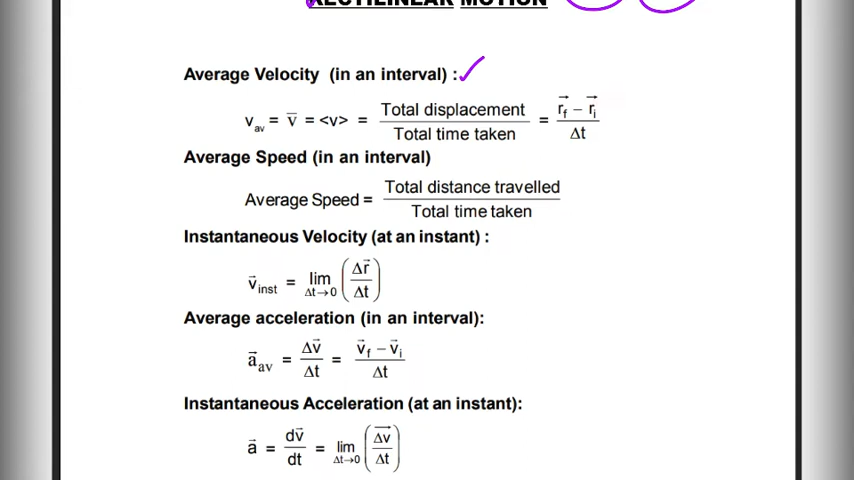 RECTILINEAR MOTION
Average Velocity (in an interval) :
v_av = v̅ = <v> = Total displacement / Total time taken = (r⃗_f − r⃗_i) / Δt
Average Speed (in an interval)
Average Speed = Total distance travelled / Total time taken
Instantaneous Velocity (at an instant) :
v⃗_inst = lim_{Δt→0} (Δr⃗ / Δt)
Average acceleration (in an interval):
a⃗_av = Δv⃗ / Δt = (v⃗_f − v⃗_i) / Δt
Instantaneous Acceleration (at an instant):
a⃗ = dv⃗ / dt = lim_{Δt→0} (Δv⃗ / Δt)